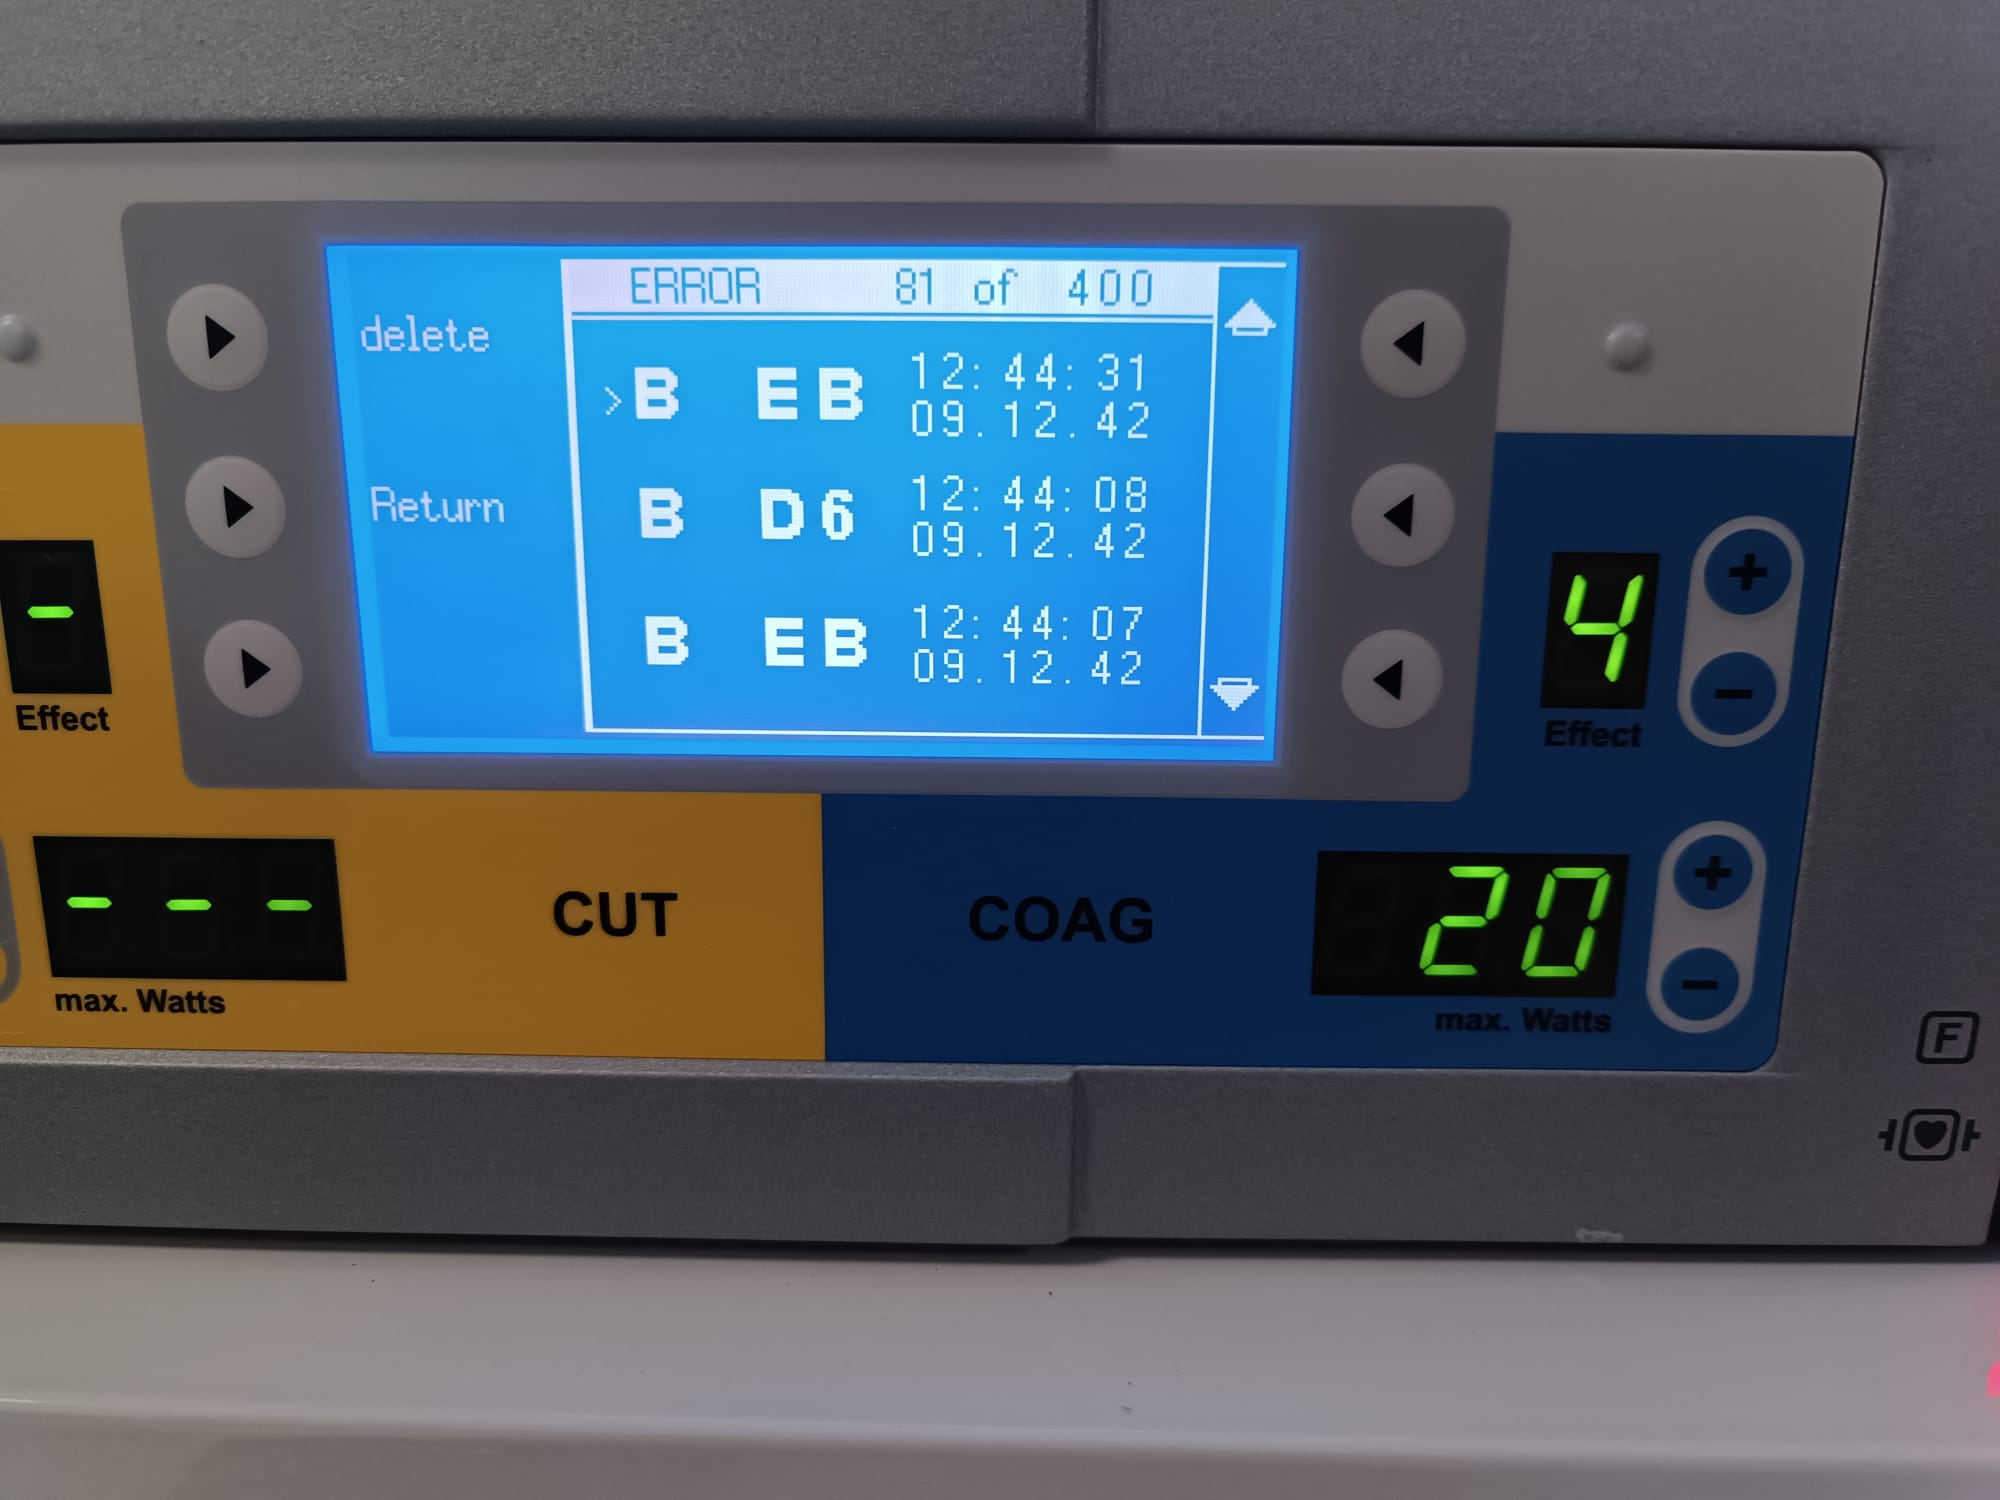 ERROR 81 of 400
delete
> B EB 12:44:31
09.12.42
Return
B D6 12:44:08
09.12.42
B EB 12:44:07
09.12.42
-
Effect
4
+
-
Effect
- - -
max. Watts
CUT
COAG
20
+
-
max. Watts
F